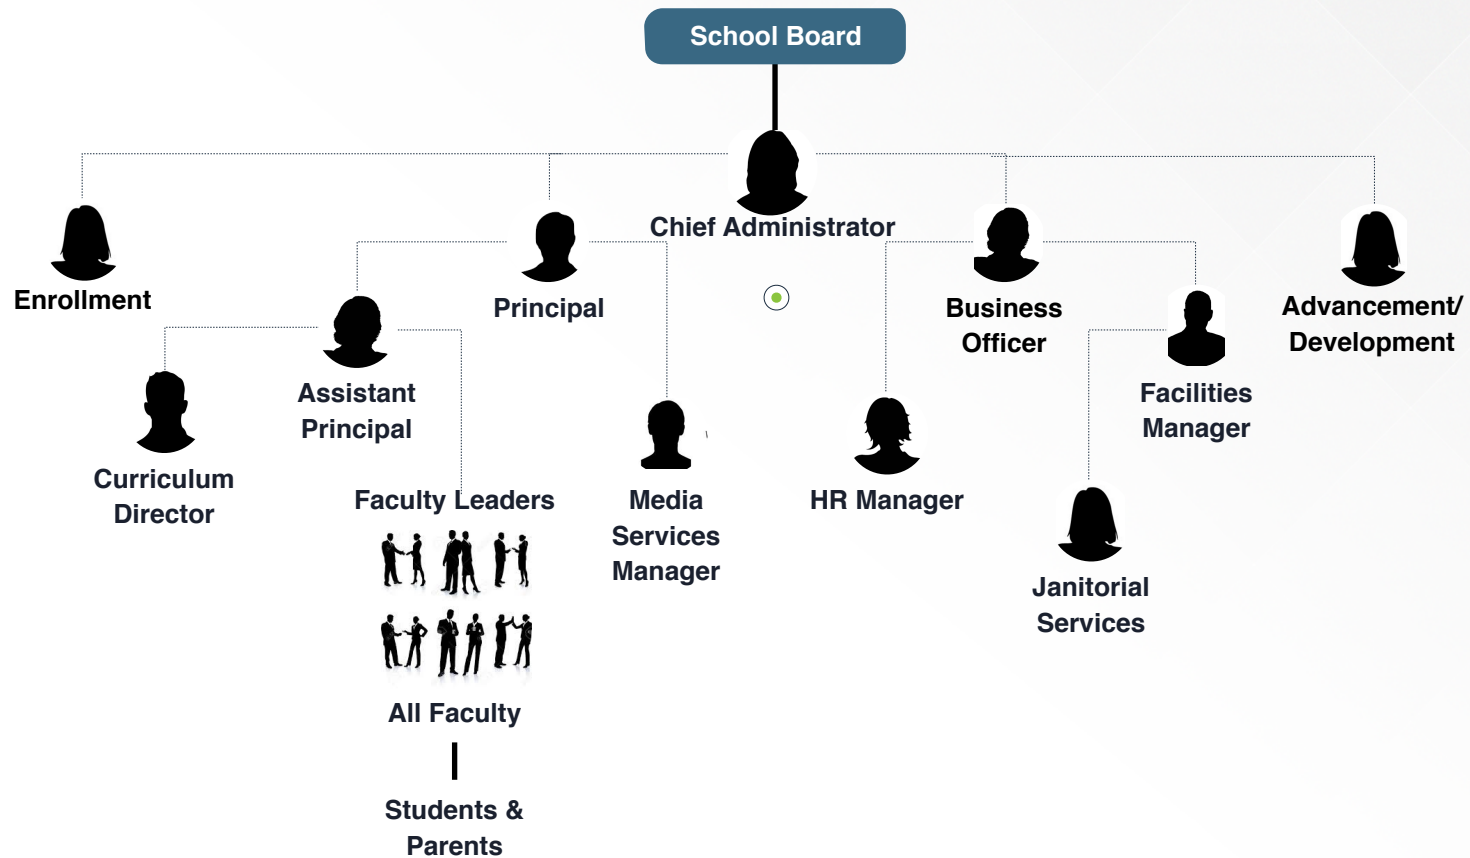 School Board
Chief Administrator
Enrollment
Principal
Business
Officer
Advancement/
Development
Assistant
Principal
Facilities
Manager
Curriculum
Director
Faculty Leaders
Media
Services
Manager
HR Manager
Janitorial
Services
All Faculty
Students &
Parents